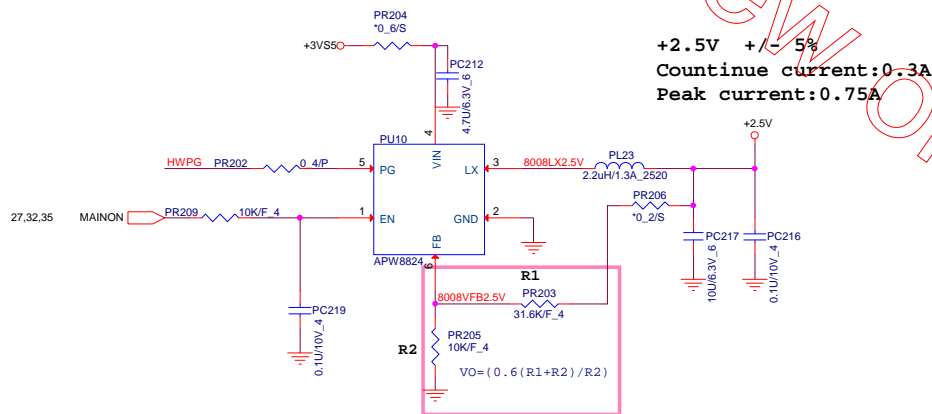 PR204
*0_6/S
+3VS5
PC212
4.7U/6.3V_6
+2.5V +/- 5%
Countinue current:0.3A
Peak current:0.75A
+2.5V
PU10
4
VIN
HWPG
PR202
0_4/P
5
PG
LX
3
8008LX2.5V
PL23
2.2uH/1.3A_2520
PR206
*0_2/S
27,32,35
MAINON
PR209
10K/F_4
1
EN
GND
2
FB
APW8824
6
PC217
10U/6.3V_6
PC216
0.1U/10V_4
R1
8008VFB2.5V
PR203
31.6K/F_4
PC219
0.1U/10V_4
R2
PR205
10K/F_4
VO=(0.6(R1+R2)/R2)